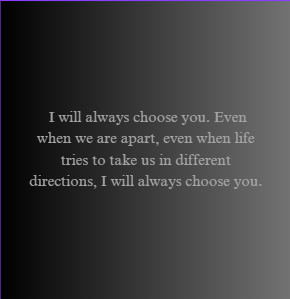 I will always choose you. Even
when we are apart, even when life
tries to take us in different
directions, I will always choose you.